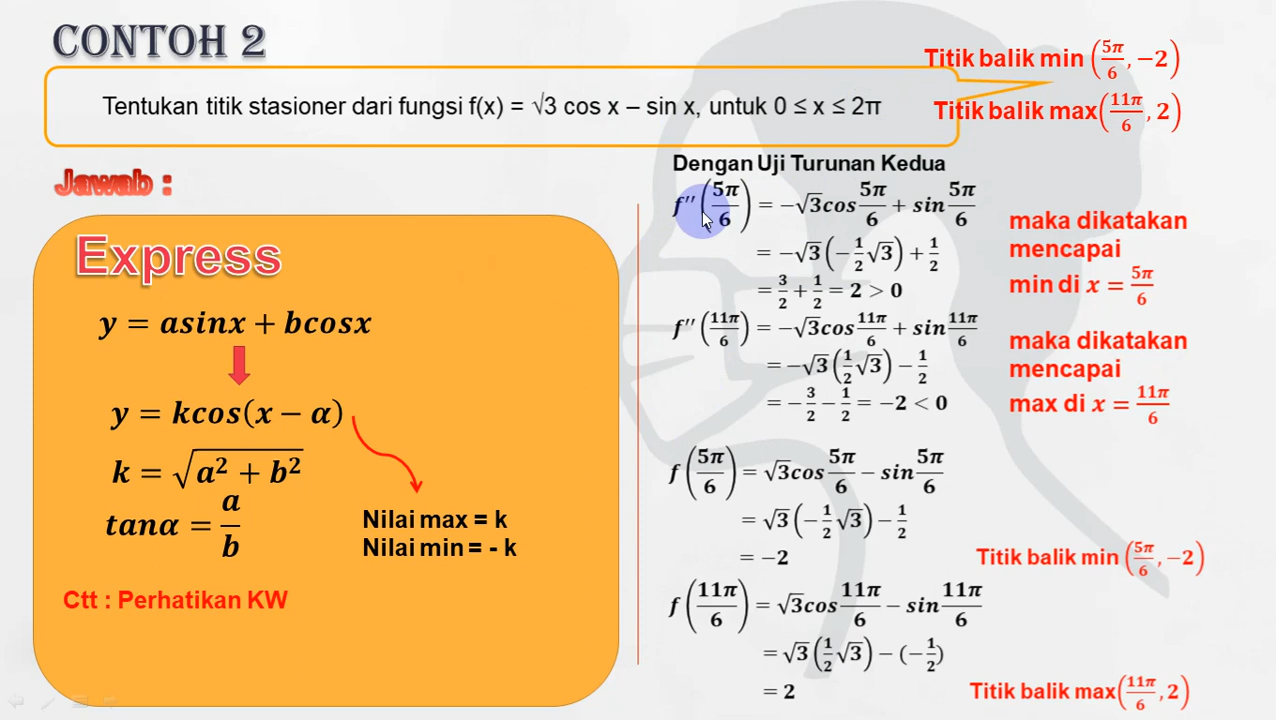 CONTOH 2
Tentukan titik stasioner dari fungsi f(x) = √3 cos x – sin x, untuk 0 ≤ x ≤ 2π
Titik balik min (5π/6, −2)
Titik balik max(11π/6, 2)
Jawab :
Express
y = asinx + bcosx
y = kcos(x − α)
k = √(a² + b²)
tanα = a/b
Nilai max = k
Nilai min = - k
Ctt : Perhatikan KW
Dengan Uji Turunan Kedua
f''(5π/6) = −√3cos 5π/6 + sin 5π/6
= −√3(−1/2√3) + 1/2
= 3/2 + 1/2 = 2 > 0
maka dikatakan
mencapai
min di x = 5π/6
f''(11π/6) = −√3cos 11π/6 + sin 11π/6
= −√3(1/2√3) − 1/2
= −3/2 − 1/2 = −2 < 0
maka dikatakan
mencapai
max di x = 11π/6
f(5π/6) = √3cos 5π/6 − sin 5π/6
= √3(−1/2√3) − 1/2
= −2
Titik balik min (5π/6, −2)
f(11π/6) = √3cos 11π/6 − sin 11π/6
= √3(1/2√3) − (−1/2)
= 2
Titik balik max(11π/6, 2)